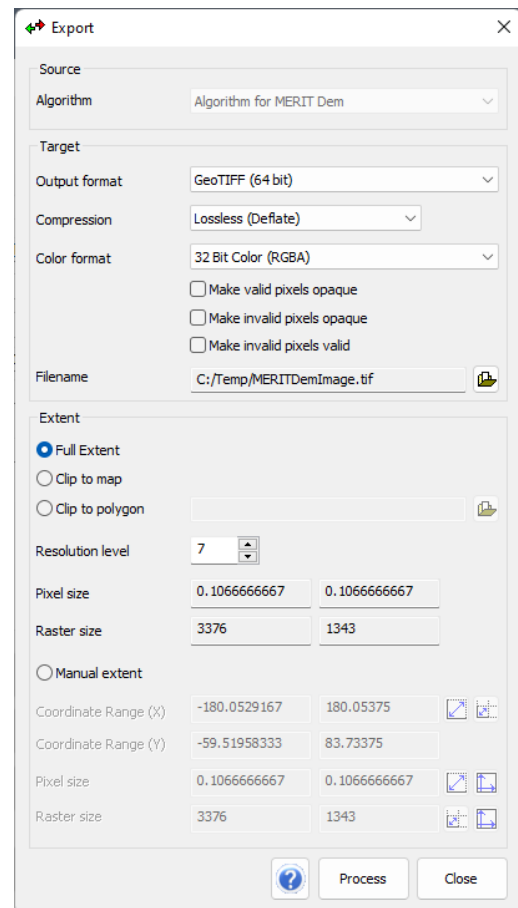 Export
Source
Algorithm Algorithm for MERIT Dem
Target
Output format GeoTIFF (64 bit)
Compression Lossless (Deflate)
Color format 32 Bit Color (RGBA)
Make valid pixels opaque
Make invalid pixels opaque
Make invalid pixels valid
Filename C:/Temp/MERITDemImage.tif
Extent
Full Extent
Clip to map
Clip to polygon
Resolution level 7
Pixel size 0.1066666667 0.1066666667
Raster size 3376 1343
Manual extent
Coordinate Range (X) -180.0529167 180.05375
Coordinate Range (Y) -59.51958333 83.73375
Pixel size 0.1066666667 0.1066666667
Raster size 3376 1343
? Process Close